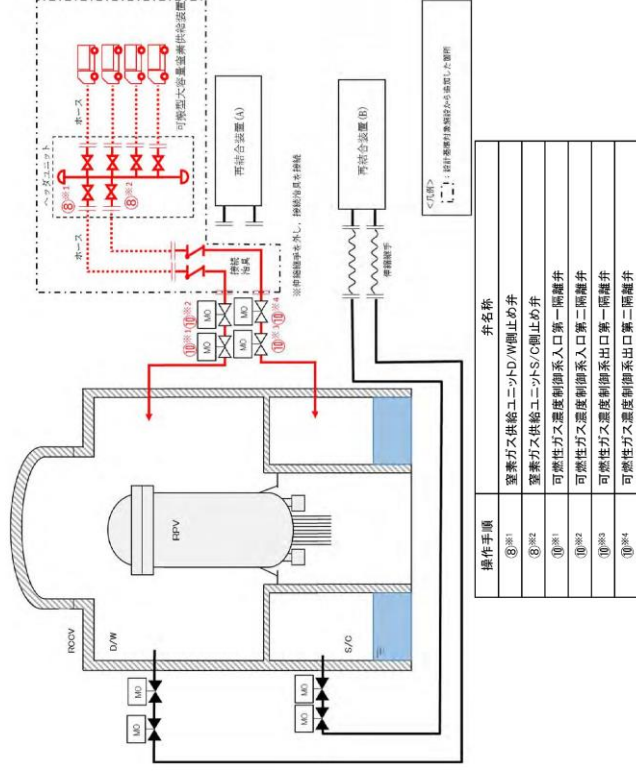 可搬型大容量窒素供給装置
ホース
ヘッダユニット
⑧※1
⑧※2
ホース
接続治具
再結合装置(A)
※伸縮継手を外し、接続治具を接続
再結合装置(B)
伸縮継手
<凡例>
:設計基準対象施設から追加した箇所
MO
MO
MO
MO
⑩※1
⑩※2
⑩※3
⑩※4
RCCV
D/W
RPV
S/C
MO
MO
MO
MO
操作手順 弁名称
⑧※1 窒素ガス供給ユニットD/W側止め弁
⑧※2 窒素ガス供給ユニットS/C側止め弁
⑩※1 可燃性ガス濃度制御系入口第一隔離弁
⑩※2 可燃性ガス濃度制御系入口第二隔離弁
⑩※3 可燃性ガス濃度制御系出口第一隔離弁
⑩※4 可燃性ガス濃度制御系出口第二隔離弁